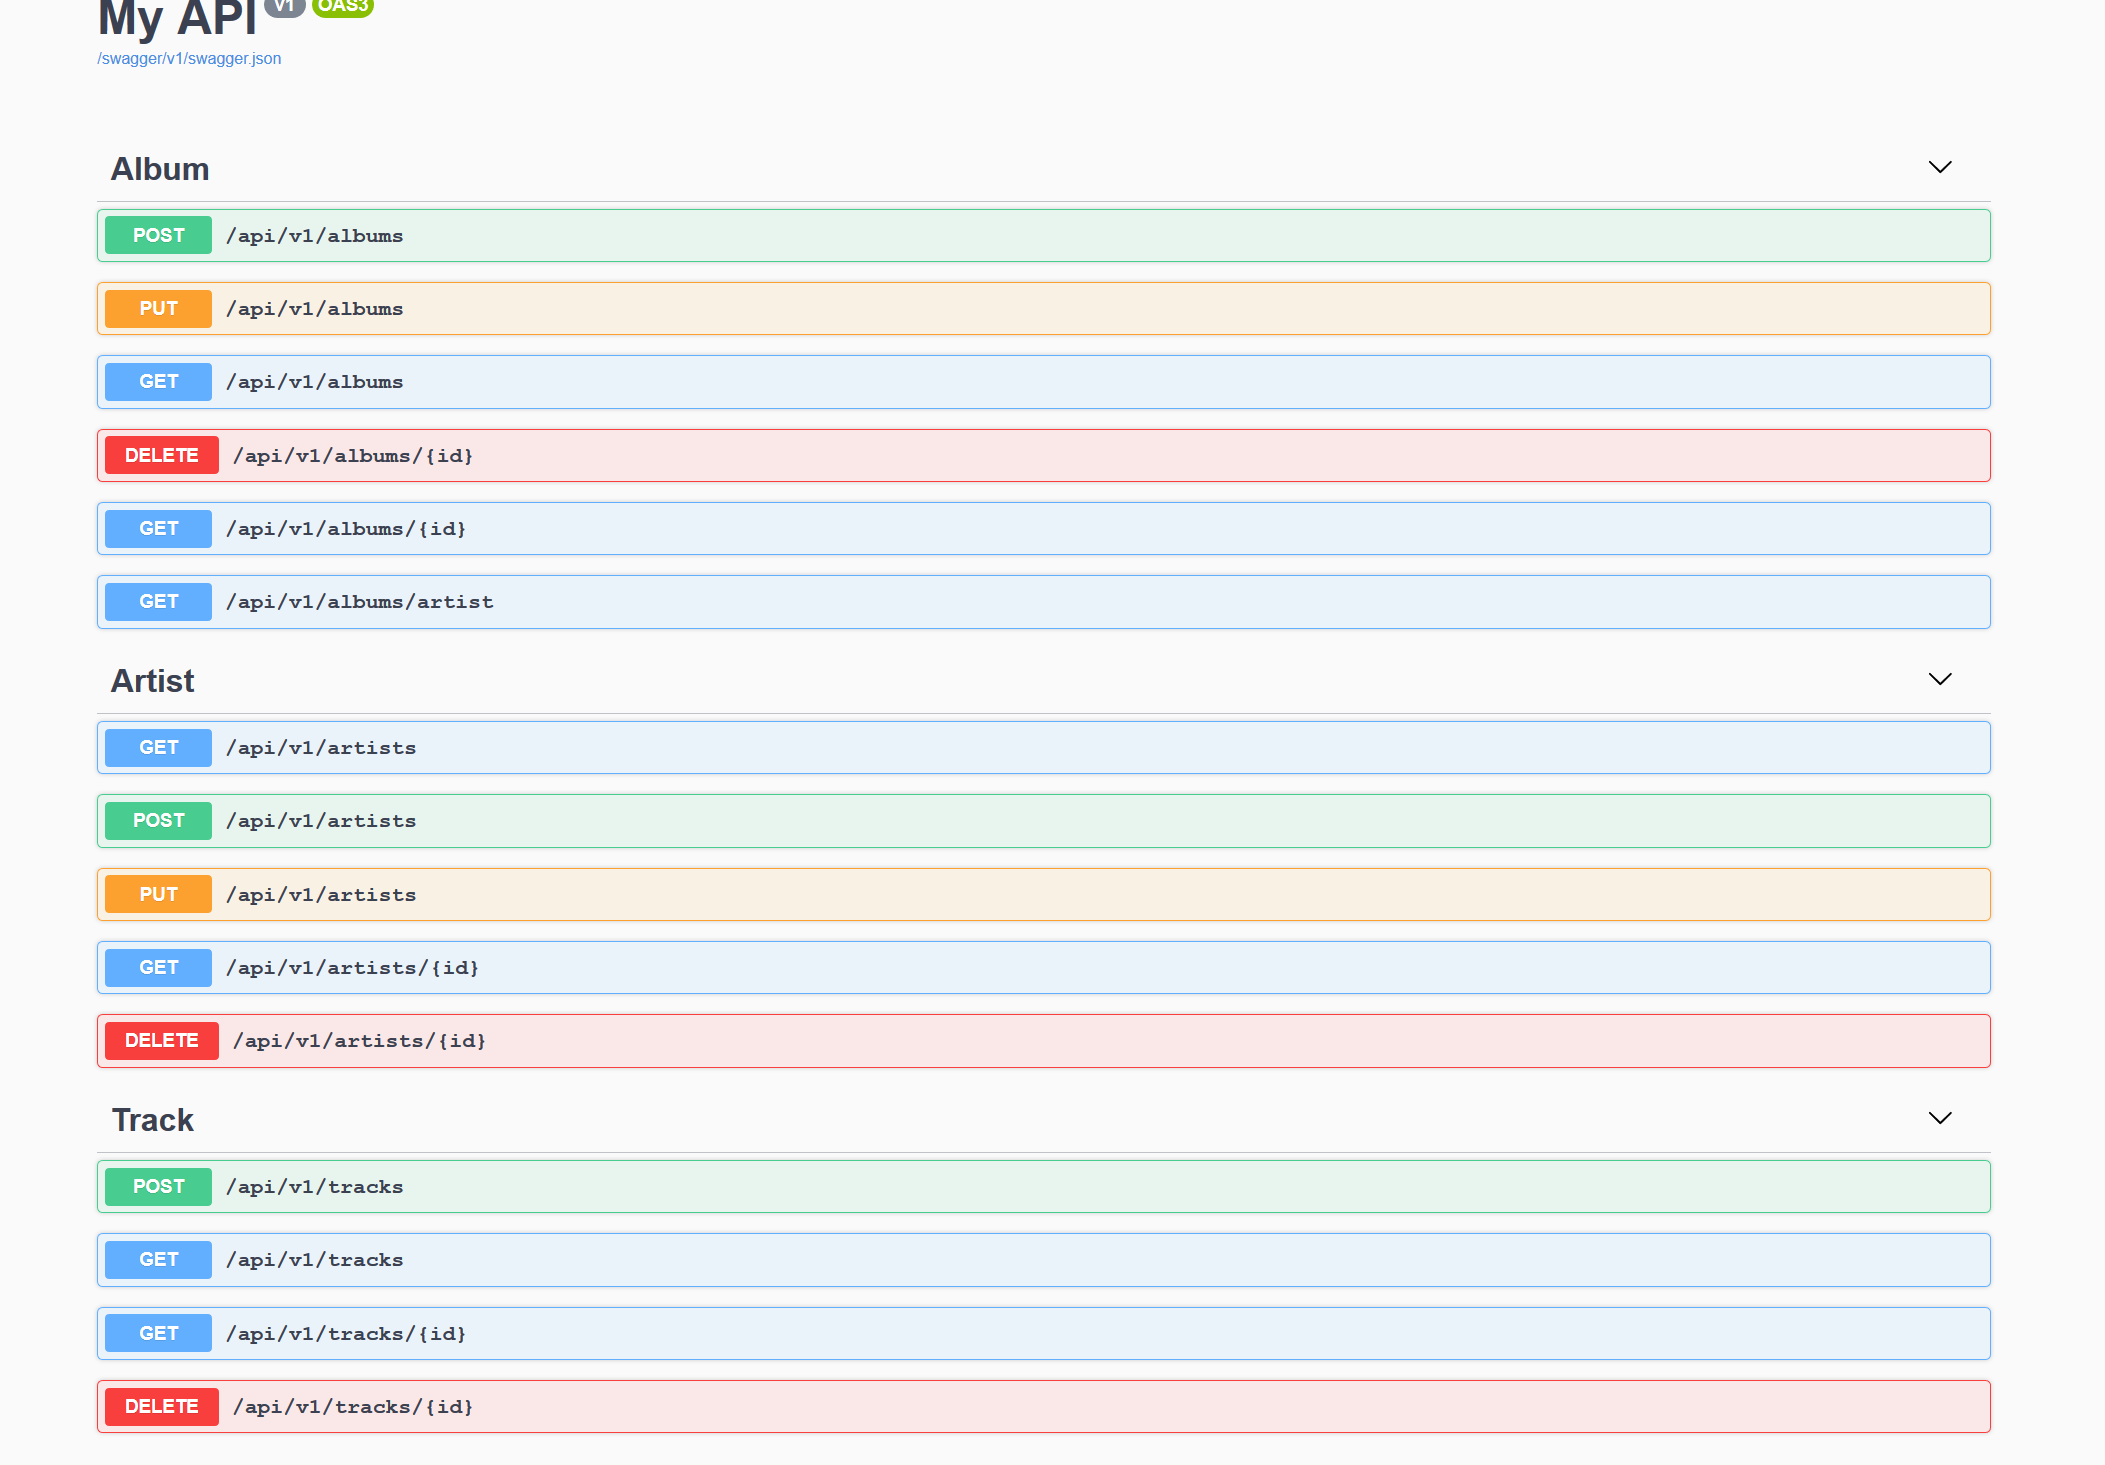 My API V1 OAS3
/swagger/v1/swagger.json
Album
POST /api/v1/albums
PUT /api/v1/albums
GET /api/v1/albums
DELETE /api/v1/albums/{id}
GET /api/v1/albums/{id}
GET /api/v1/albums/artist
Artist
GET /api/v1/artists
POST /api/v1/artists
PUT /api/v1/artists
GET /api/v1/artists/{id}
DELETE /api/v1/artists/{id}
Track
POST /api/v1/tracks
GET /api/v1/tracks
GET /api/v1/tracks/{id}
DELETE /api/v1/tracks/{id}